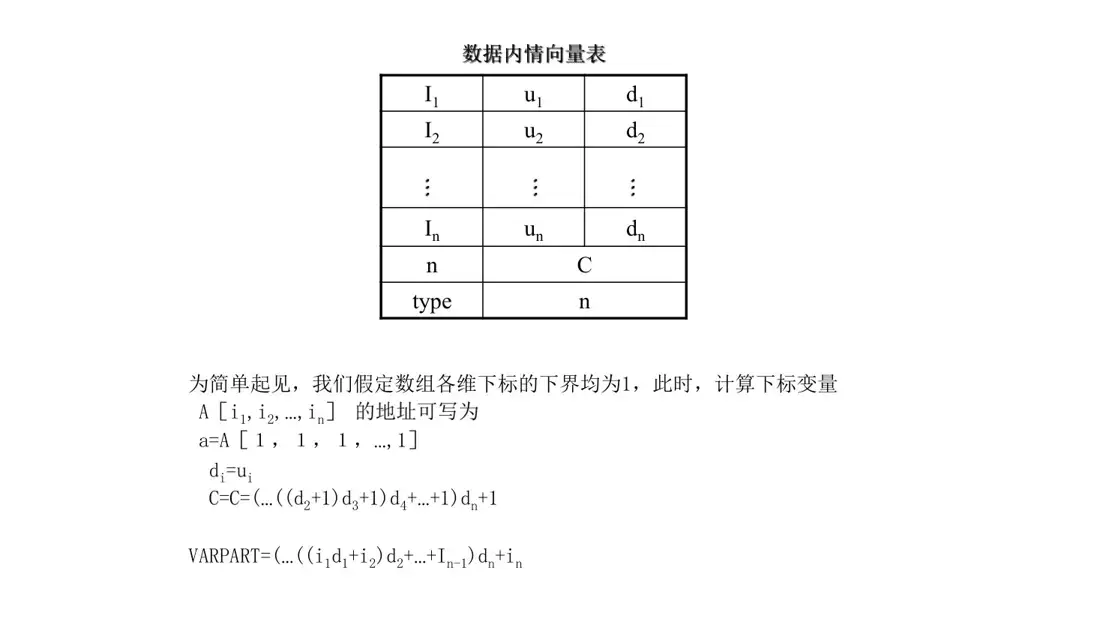 数据内情向量表
I₁ u₁ d₁
I₂ u₂ d₂
⋮ ⋮ ⋮
Iₙ uₙ dₙ
n C
type n
为简单起见，我们假定数组各维下标的下界均为1，此时，计算下标变量
A［i₁,i₂,…,iₙ］ 的地址可写为
a=A［１，１，１，…,1］
dᵢ=uᵢ
C=C=(…((d₂+1)d₃+1)d₄+…+1)dₙ+1
VARPART=(…((i₁d₁+i₂)d₂+…+Iₙ₋₁)dₙ+iₙ